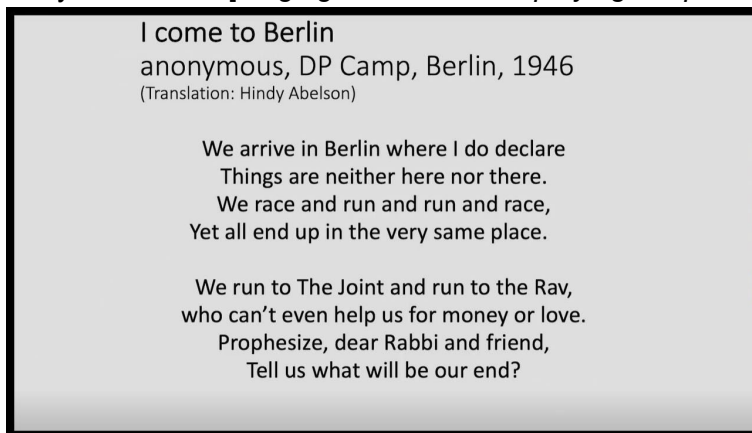 I come to Berlin
anonymous, DP Camp, Berlin, 1946
(Translation: Hindy Abelson)
We arrive in Berlin where I do declare
Things are neither here nor there.
We race and run and run and race,
Yet all end up in the very same place.
We run to The Joint and run to the Rav,
who can't even help us for money or love.
Prophesize, dear Rabbi and friend,
Tell us what will be our end?